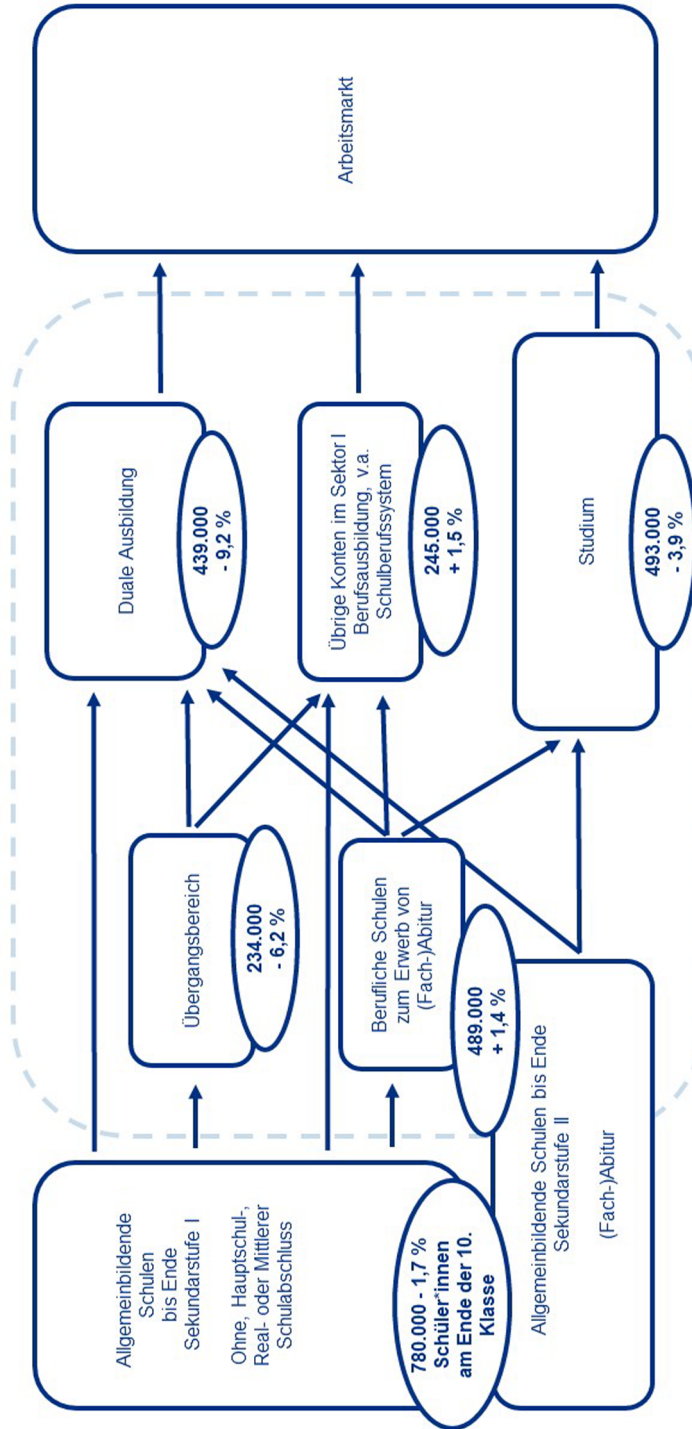 Allgemeinbildende
Schulen
bis Ende
Sekundarstufe I
Ohne, Hauptschul-,
Real- oder Mittlerer
Schulabschluss
780.000 - 1,7 %
Schüler*innen
am Ende der 10.
Klasse
Allgemeinbildende Schulen bis Ende
Sekundarstufe II
(Fach-)Abitur
Übergangsbereich
234.000
- 6,2 %
Berufliche Schulen
zum Erwerb von
(Fach-)Abitur
489.000
+ 1,4 %
Duale Ausbildung
439.000
- 9,2 %
Übrige Konten im Sektor I
Berufsausbildung, v.a.
Schulberufssystem
245.000
+ 1,5 %
Studium
493.000
- 3,9 %
Arbeitsmarkt